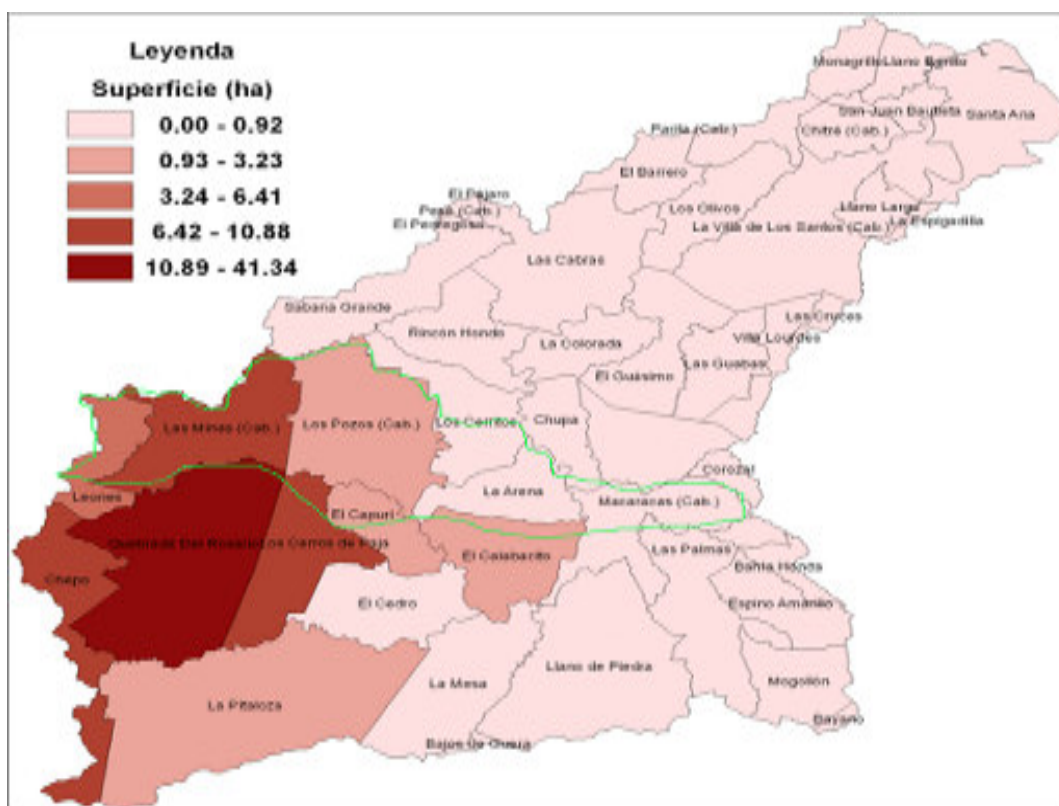 Leyenda
Superficie (ha)
0.00 - 0.92
0.93 - 3.23
3.24 - 6.41
6.42 - 10.88
10.89 - 41.34
Monagrillo
Llano Bonito
San Juan Bautista
Santa Ana
Chitré (Cab.)
Parita (Cab.)
El Barrero
El Pájaro
Pesé (Cab.)
El Pedregoso
Los Olivos
Llano Largo
La Espigadilla
La Villa de Los Santos (Cab.)
Las Cabras
Sabana Grande
Rincón Hondo
La Colorada
Las Cruces
Villa Lourdes
Las Guabas
El Guásimo
Las Minas (Cab.)
Los Pozos (Cab.)
Los Cerritos
Chupa
Corozal
Leones
La Arena
Macaracas (Cab.)
El Capurí
Quebrada Del Rosario
Los Cerros de Paja
El Calabacito
Las Palmas
Bahía Honda
Chepo
El Cedro
Espino Amarillo
Llano de Piedra
La Mesa
Mogollón
La Pitaloza
Bayano
Bajos de Guera